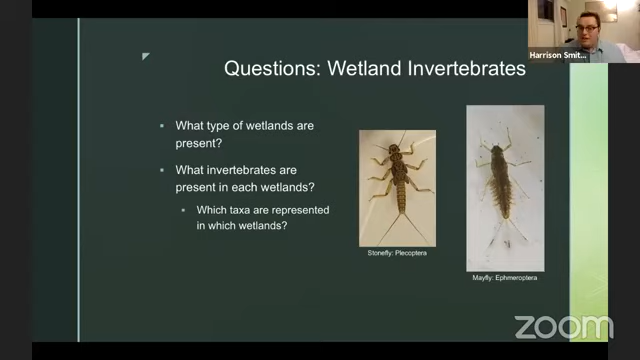 Harrison Smit...
Questions: Wetland Invertebrates
What type of wetlands are
present?
What invertebrates are
present in each wetlands?
Which taxa are represented
in which wetlands?
Stonefly: Plecoptera
Mayfly: Ephmeroptera
zoom